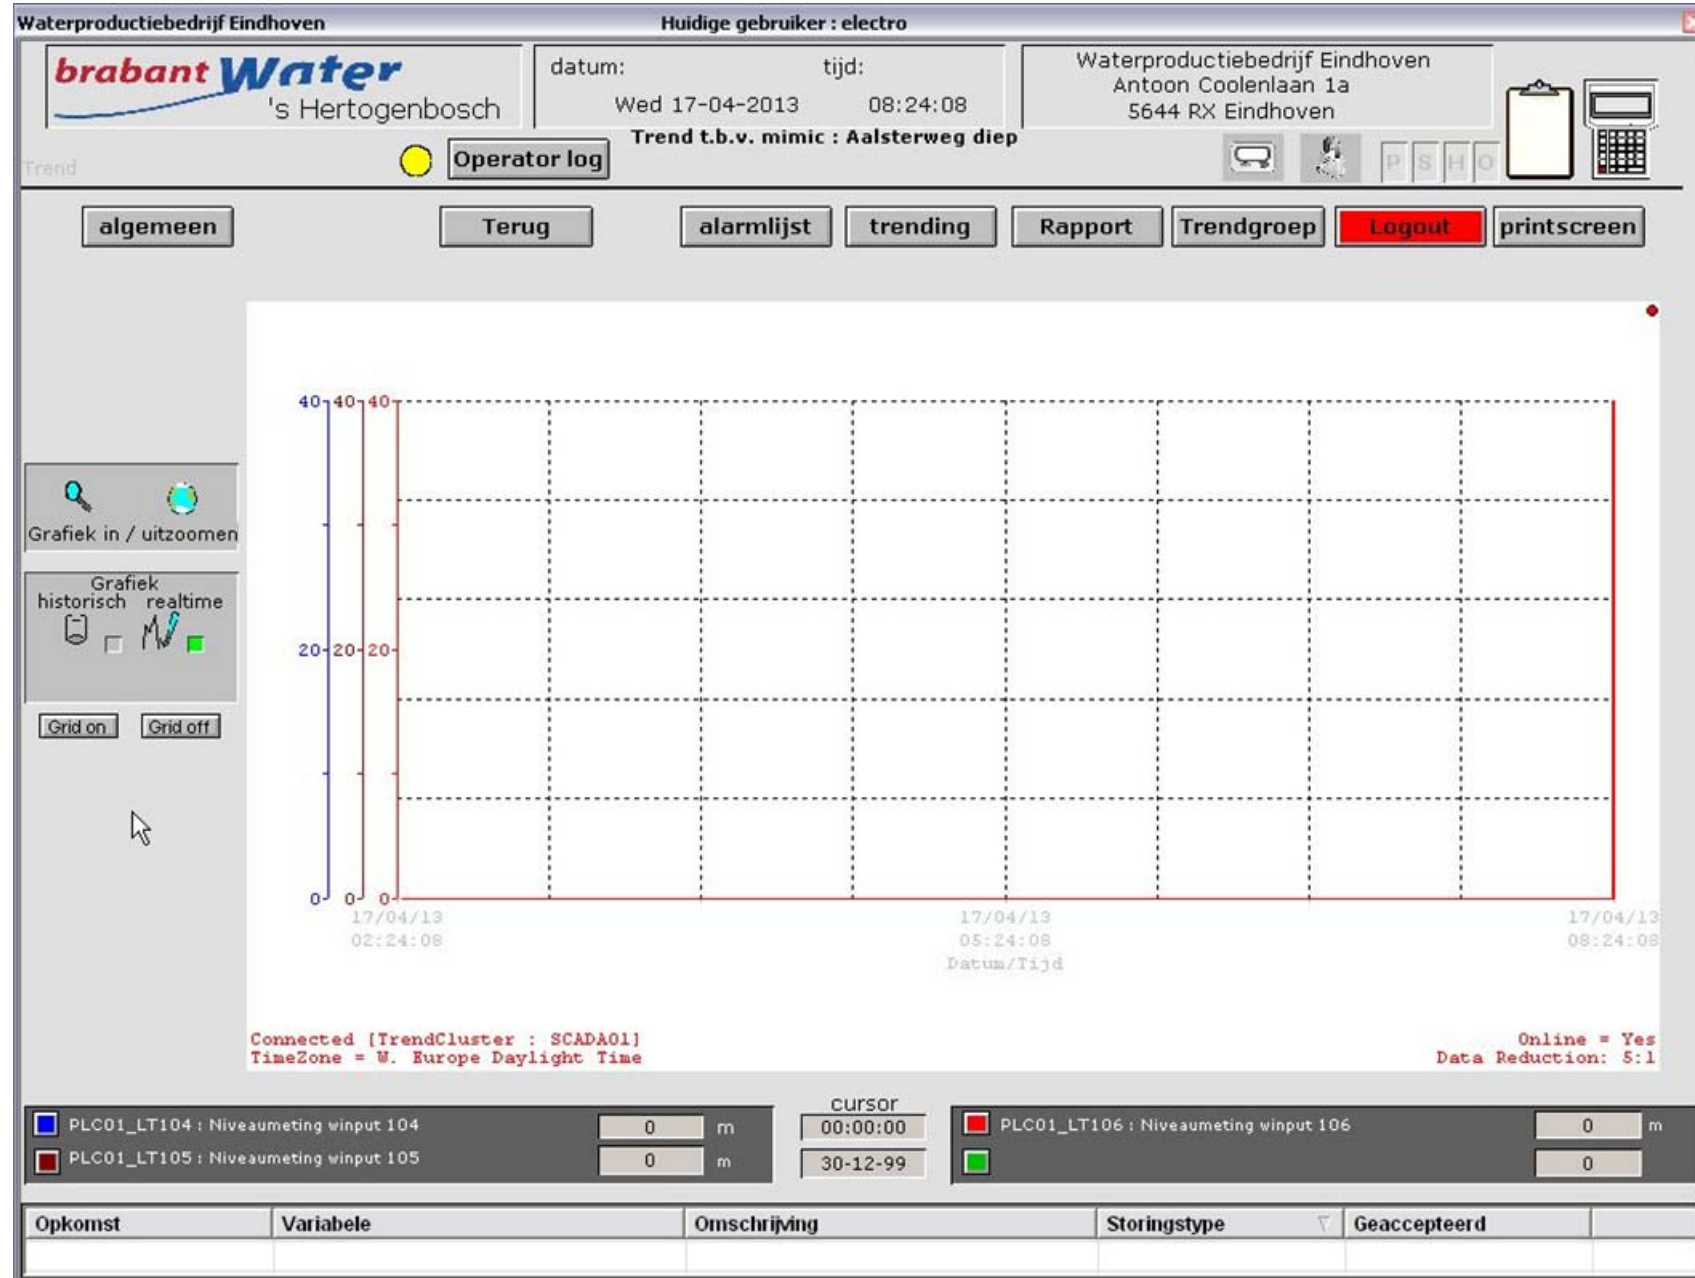 Waterproductiebedrijf Eindhoven Huidige gebruiker : electro
brabant Water
's Hertogenbosch
datum: tijd:
Wed 17-04-2013 08:24:08
Waterproductiebedrijf Eindhoven
Antoon Coolenlaan 1a
5644 RX Eindhoven
Trend t.b.v. mimic : Aalsterweg diep
Trend
Operator log
P S H O
algemeen Terug alarmlijst trending Rapport Trendgroep Logout printscreen
Grafiek in / uitzoomen
Grafiek
historisch realtime
Grid on Grid off
40 40 40
20 20 20
0 0 0
17/04/13 17/04/13 17/04/13
02:24:08 05:24:08 08:24:08
Datum/Tijd
Connected [TrendCluster : SCADA01] Online = Yes
TimeZone = W. Europe Daylight Time Data Reduction: 5:1
cursor
PLC01_LT104 : Niveaumeting winput 104 0 m 00:00:00 PLC01_LT106 : Niveaumeting winput 106 0 m
PLC01_LT105 : Niveaumeting winput 105 0 m 30-12-99 0
Opkomst Variabele Omschrijving Storingstype Geaccepteerd